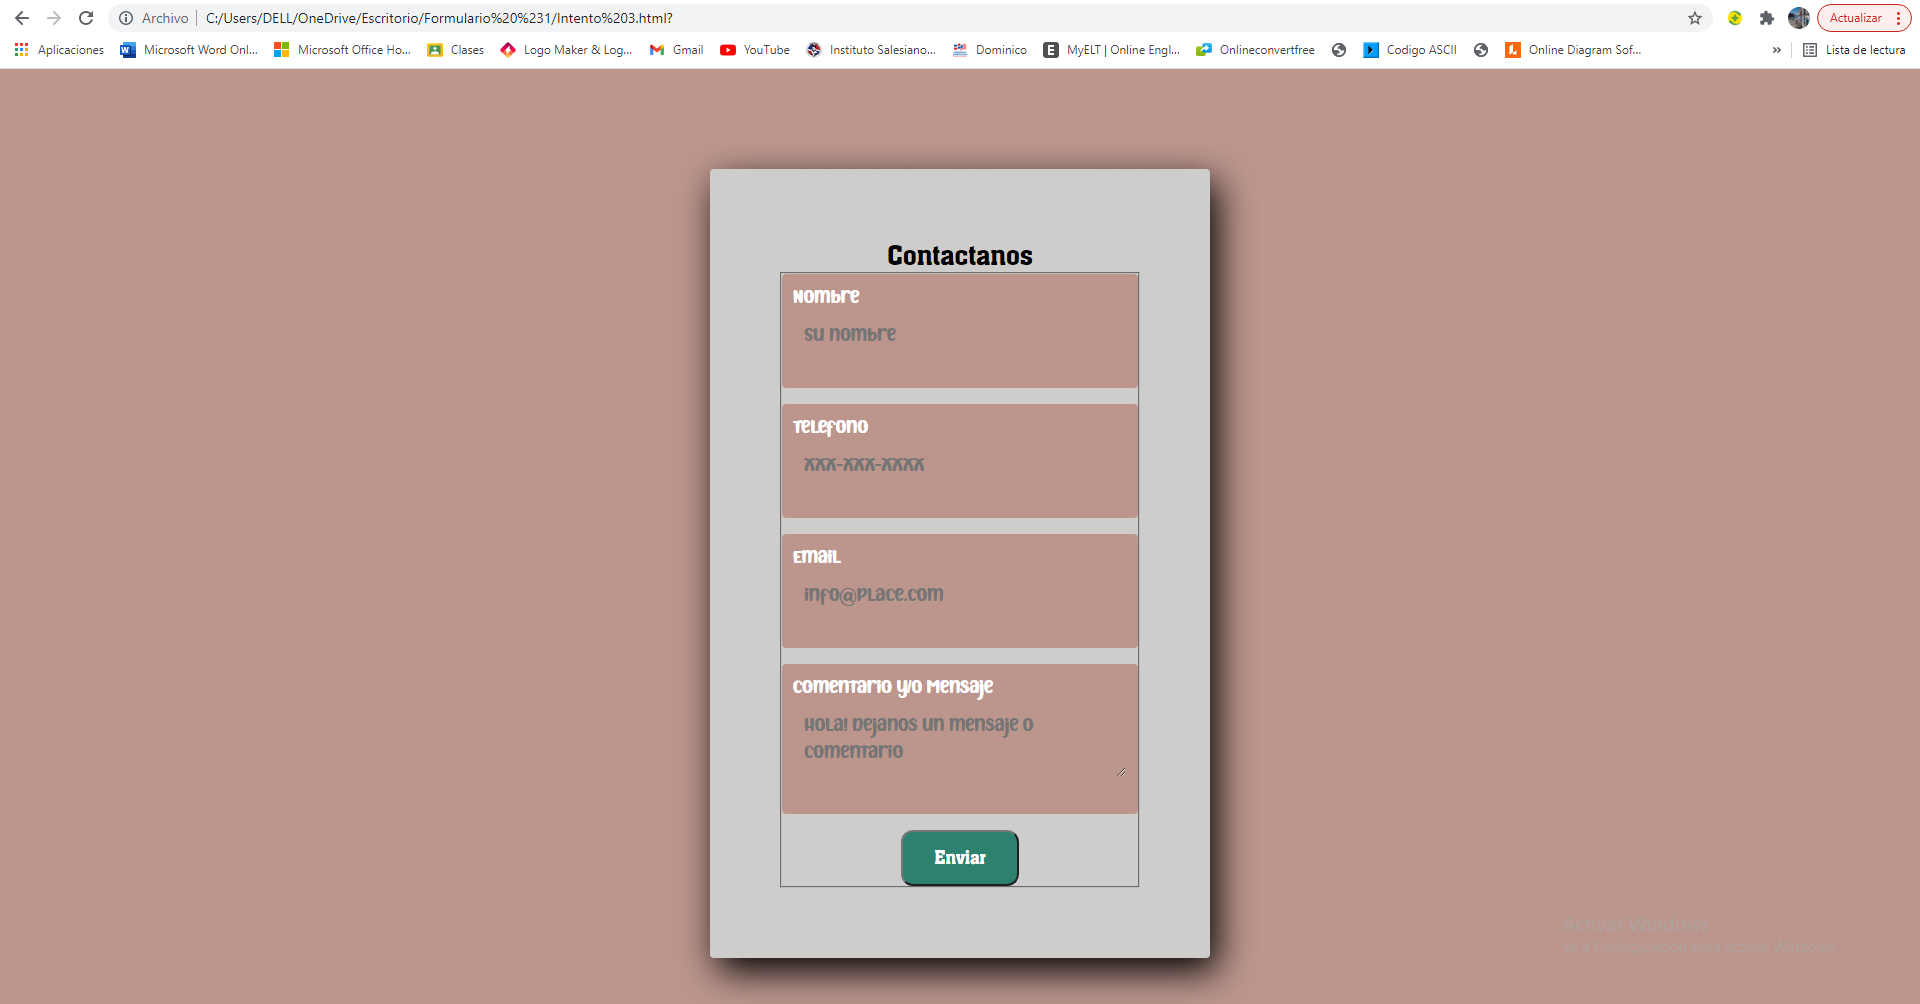 Archivo | C:/Users/DELL/OneDrive/Escritorio/Formulario%20%231/Intento%203.html?
Actualizar
Aplicaciones Microsoft Word Onl... Microsoft Office Ho... Clases Logo Maker & Log... Gmail YouTube Instituto Salesiano... Dominico MyELT | Online Engl... Onlineconvertfree Codigo ASCII Online Diagram Sof... » Lista de lectura
Contactanos
Nombre
su nombre
Telefono
xxx-xxx-xxxx
Email
info@place.com
Comentario y/o Mensaje
Hola! Dejanos un mensaje o
comentario
Enviar
Activar Windows
Ve a Configuración para activar Windows.